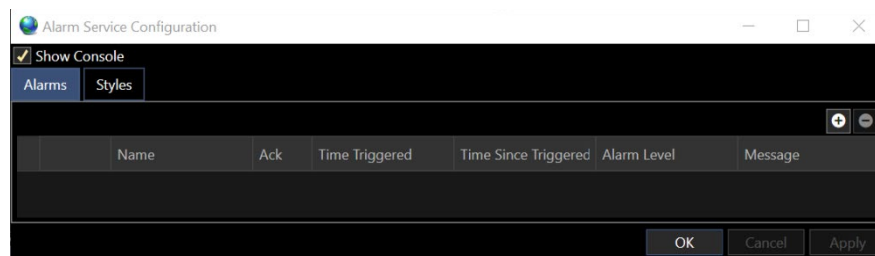 Alarm Service Configuration
Show Console
Alarms Styles
Name Ack Time Triggered Time Since Triggered Alarm Level Message
OK Cancel Apply